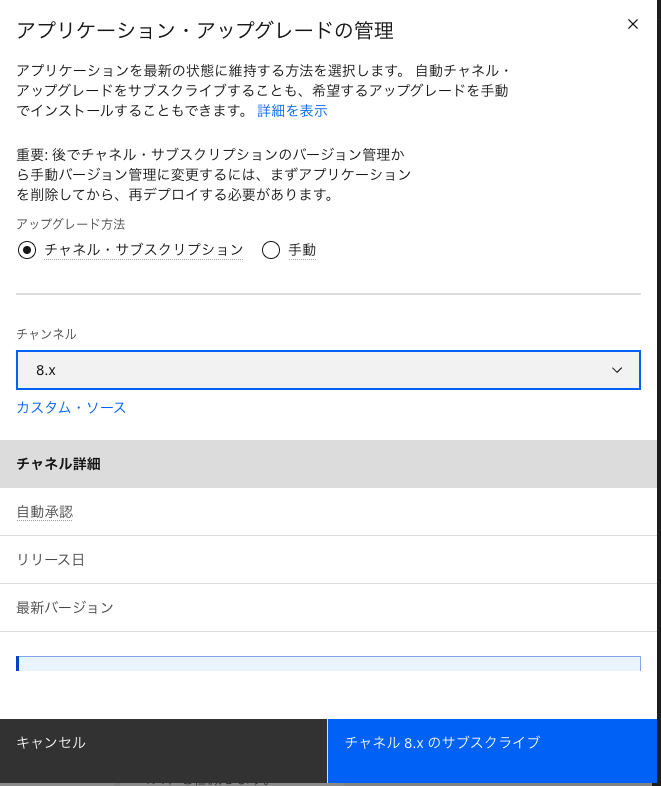 アプリケーション・アップグレードの管理
アプリケーションを最新の状態に維持する方法を選択します。 自動チャネル・
アップグレードをサブスクライブすることも、希望するアップグレードを手動
でインストールすることもできます。 詳細を表示
重要: 後でチャネル・サブスクリプションのバージョン管理か
ら手動バージョン管理に変更するには、まずアプリケーション
を削除してから、再デプロイする必要があります。
アップグレード方法
チャネル・サブスクリプション 手動
チャンネル
8.x
カスタム・ソース
チャネル詳細
自動承認
リリース日
最新バージョン
キャンセル チャネル 8.x のサブスクライブ